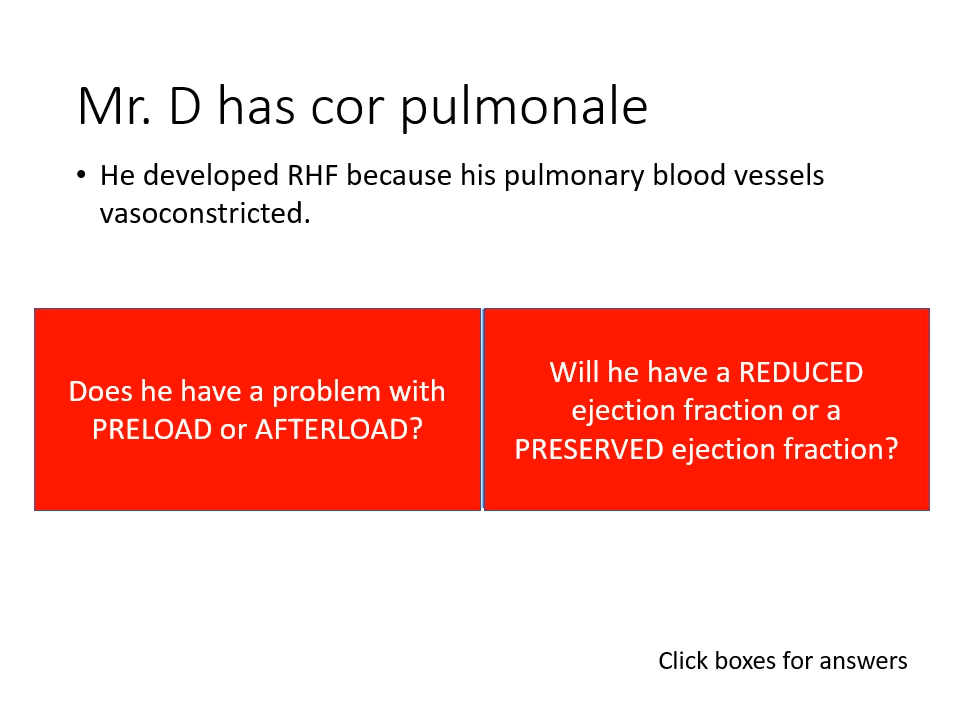 Mr. D has cor pulmonale
• He developed RHF because his pulmonary blood vessels
vasoconstricted.
Does he have a problem with
PRELOAD or AFTERLOAD?
Will he have a REDUCED
ejection fraction or a
PRESERVED ejection fraction?
Click boxes for answers